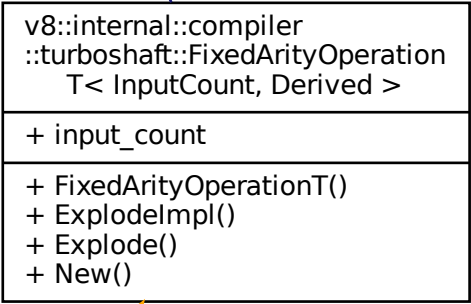 v8::internal::compiler
::turboshaft::FixedArityOperation
T< InputCount, Derived >
+ input_count
+ FixedArityOperationT()
+ ExplodeImpl()
+ Explode()
+ New()